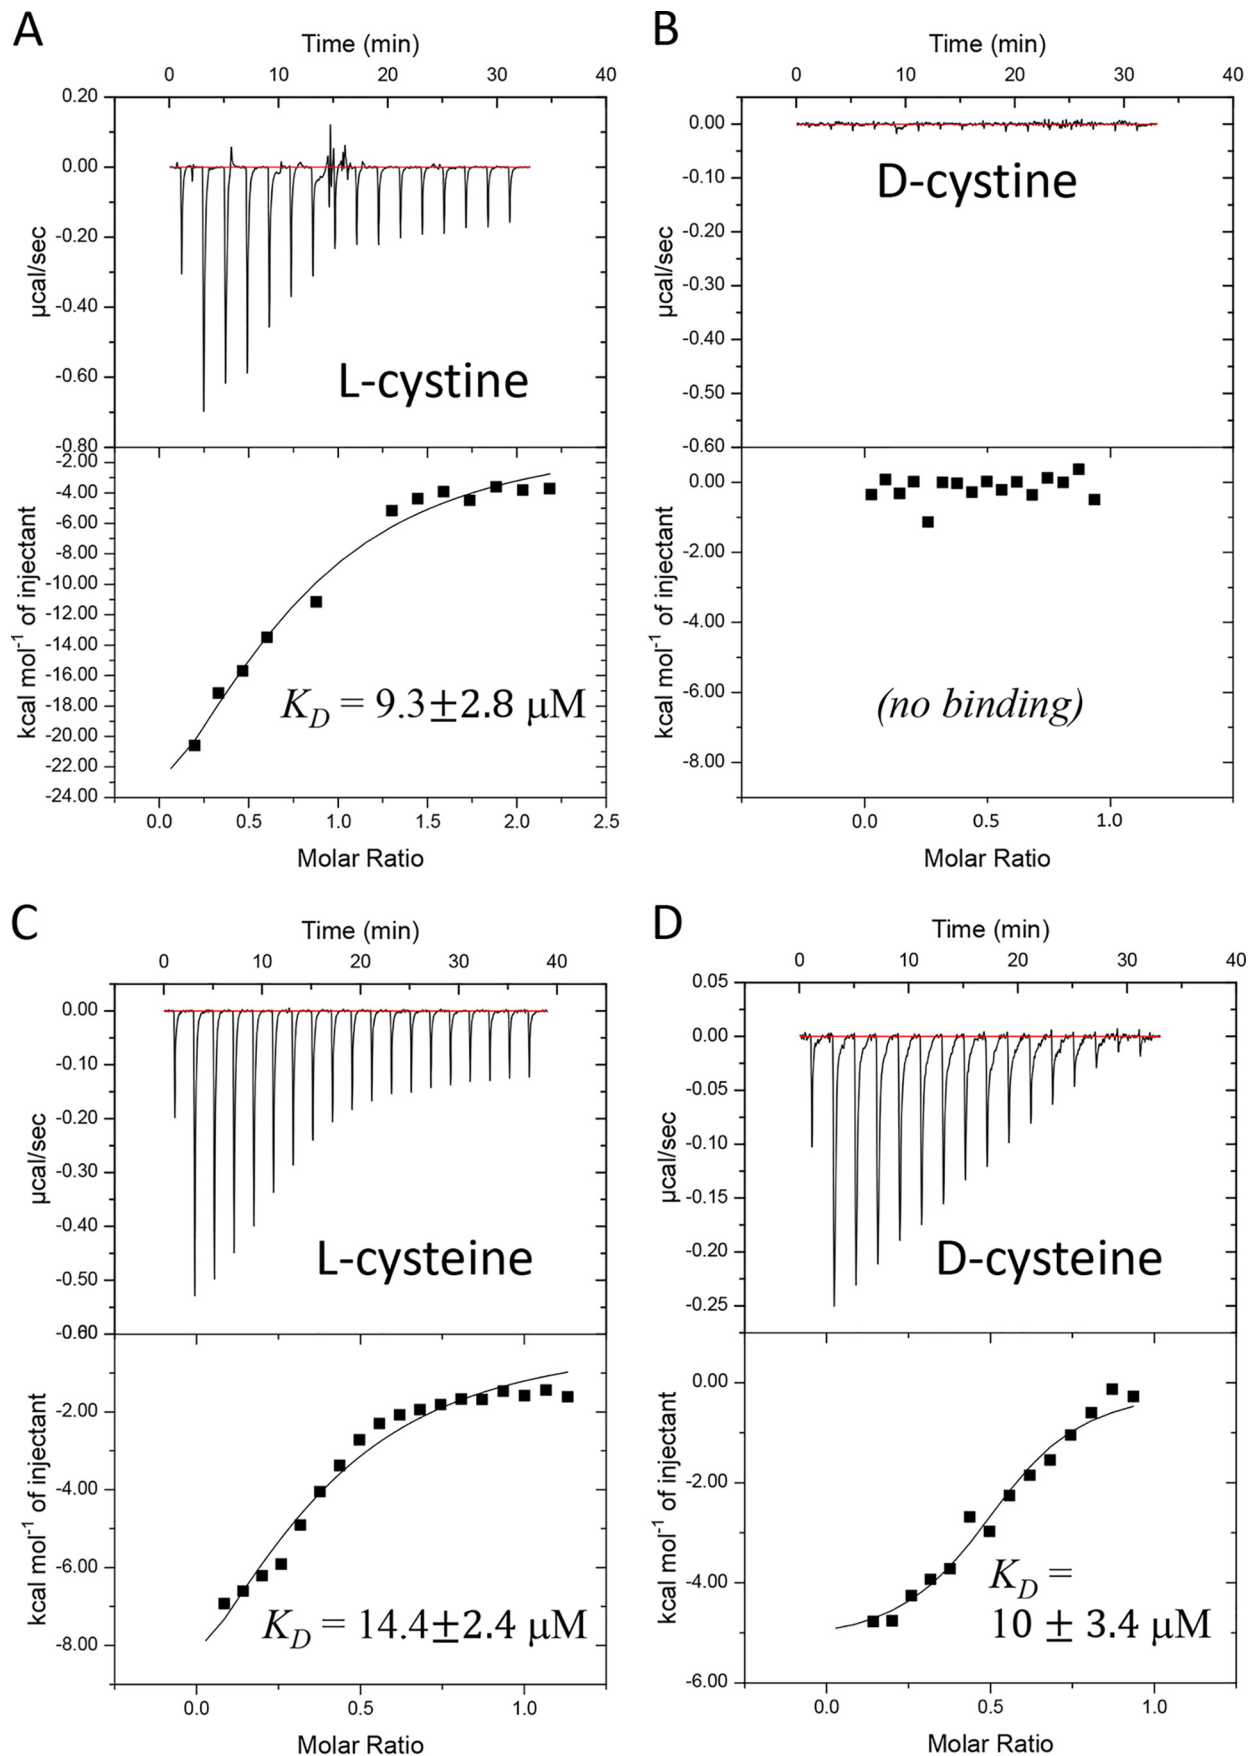 A
Time (min)
0 10 20 30 40
0.20
0.00
-0.20
-0.40
-0.60
-0.80
µcal/sec
L-cystine
-2.00
-4.00
-6.00
-8.00
-10.00
-12.00
-14.00
-16.00
-18.00
-20.00
-22.00
-24.00
kcal mol-1 of injectant
KD = 9.3±2.8 µM
0.0 0.5 1.0 1.5 2.0 2.5
Molar Ratio
B
Time (min)
0 10 20 30 40
0.00
-0.10
-0.20
-0.30
-0.40
-0.50
-0.60
µcal/sec
D-cystine
0.00
-2.00
-4.00
-6.00
-8.00
kcal mol-1 of injectant
(no binding)
0.0 0.5 1.0
Molar Ratio
C
Time (min)
0 10 20 30 40
0.00
-0.10
-0.20
-0.30
-0.40
-0.50
-0.60
µcal/sec
L-cysteine
-2.00
-4.00
-6.00
-8.00
kcal mol-1 of injectant
KD = 14.4±2.4 µM
0.0 0.5 1.0
Molar Ratio
D
Time (min)
0 10 20 30 40
0.05
0.00
-0.05
-0.10
-0.15
-0.20
-0.25
µcal/sec
D-cysteine
0.00
-2.00
-4.00
-6.00
kcal mol-1 of injectant
KD =
10 ± 3.4 µM
0.0 0.5 1.0
Molar Ratio